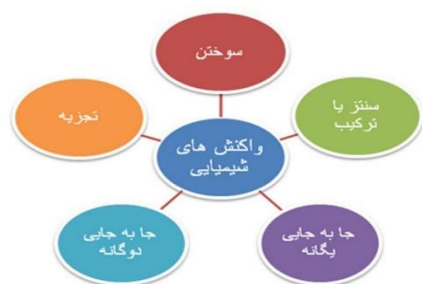 سوختن
سنتز یا
ترکیب
تجزیه
واکنش های
شیمیایی
جا به جایی
یگانه
جا به جایی
دوگانه